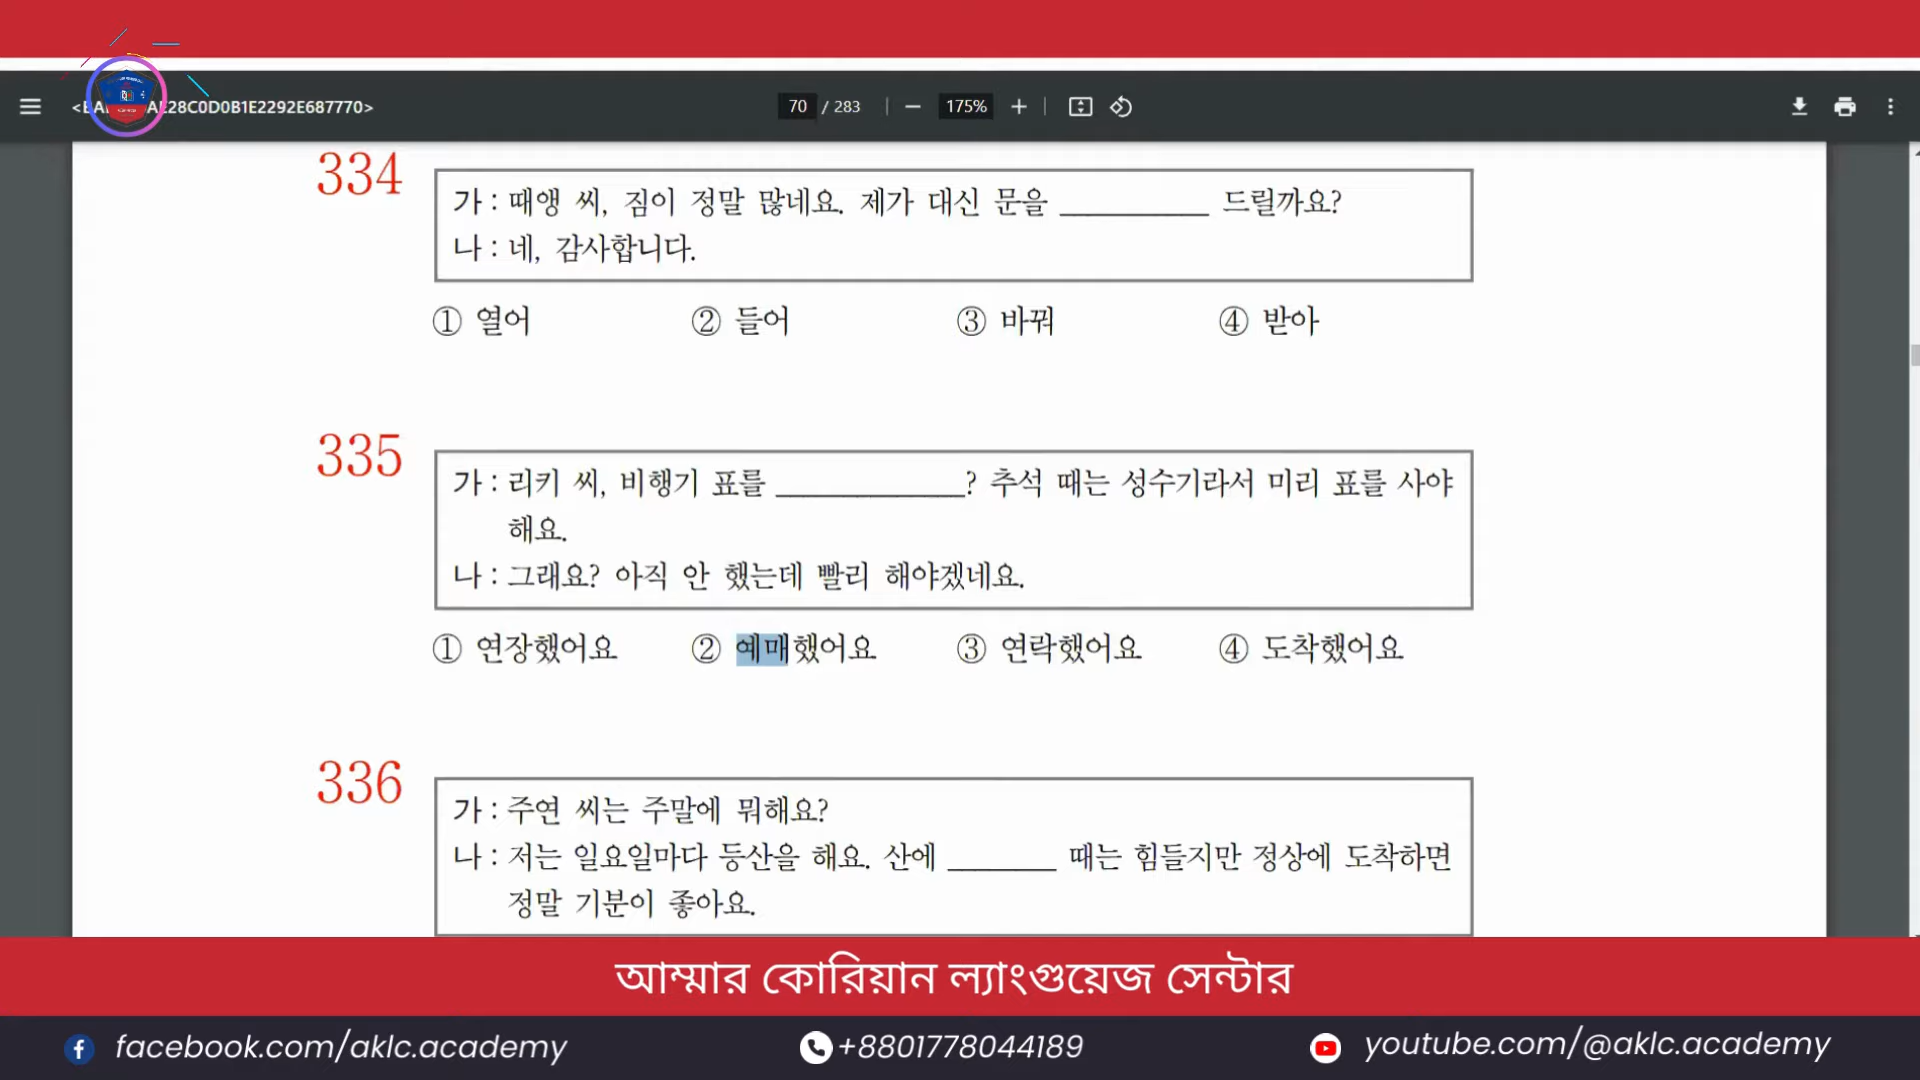 <EA AE28C0D0B1E2292E687770>
70 / 283
175%
334
가 : 때앵 씨, 짐이 정말 많네요. 제가 대신 문을 __________ 드릴까요?
나 : 네, 감사합니다.
① 열어 ② 들어 ③ 바꿔 ④ 받아
335
가 : 리키 씨, 비행기 표를 _____________? 추석 때는 성수기라서 미리 표를 사야
해요.
나 : 그래요? 아직 안 했는데 빨리 해야겠네요.
① 연장했어요 ② 예매했어요 ③ 연락했어요 ④ 도착했어요
336
가 : 주연 씨는 주말에 뭐해요?
나 : 저는 일요일마다 등산을 해요. 산에 _______ 때는 힘들지만 정상에 도착하면
정말 기분이 좋아요.
আম্মার কোরিয়ান ল্যাংগুয়েজ সেন্টার
facebook.com/aklc.academy
+8801778044189
youtube.com/@aklc.academy